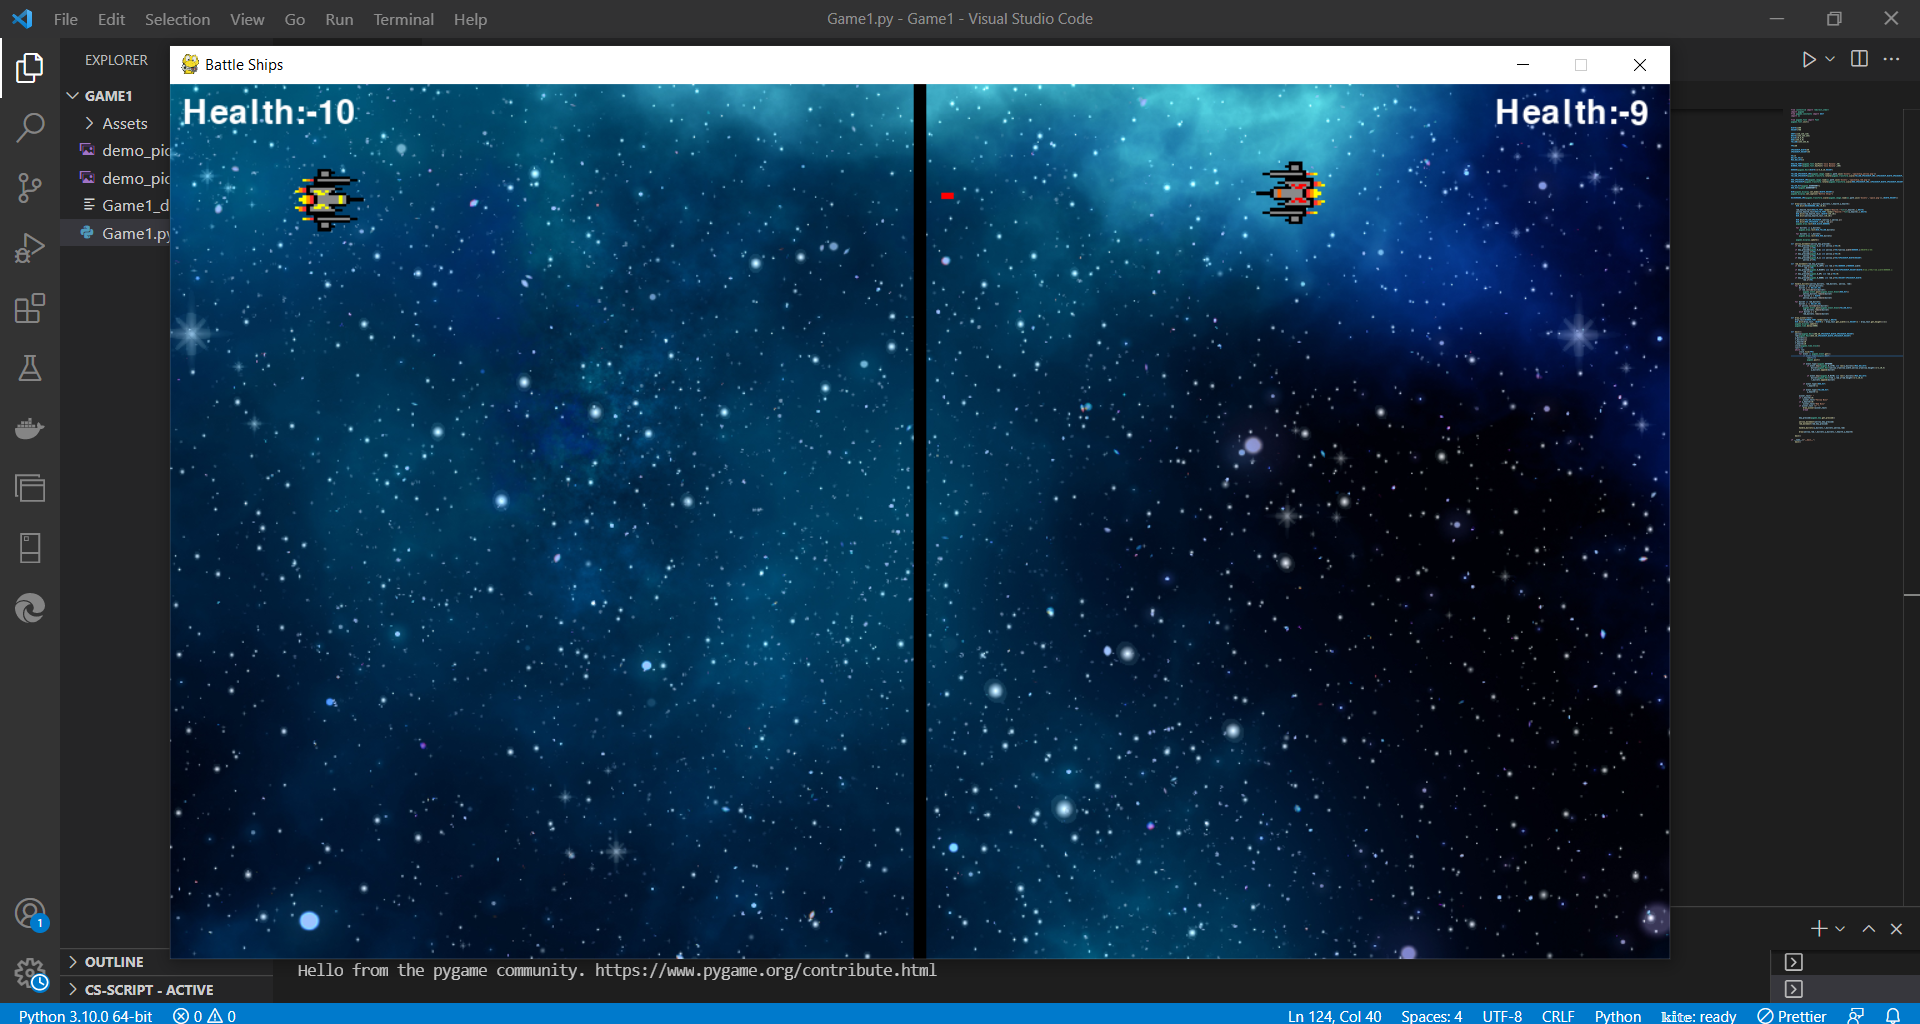 File Edit Selection View Go Run Terminal Help
Game1.py - Game1 - Visual Studio Code
EXPLORER
Battle Ships
GAME1
Health:-10
Health:-9
Assets
demo_pic
demo_pic
Game1_d
Game1.py
OUTLINE
Hello from the pygame community. https://www.pygame.org/contribute.html
CS-SCRIPT - ACTIVE
1
Python 3.10.0 64-bit 0 0 Ln 124, Col 40 Spaces: 4 UTF-8 CRLF Python kite: ready Prettier